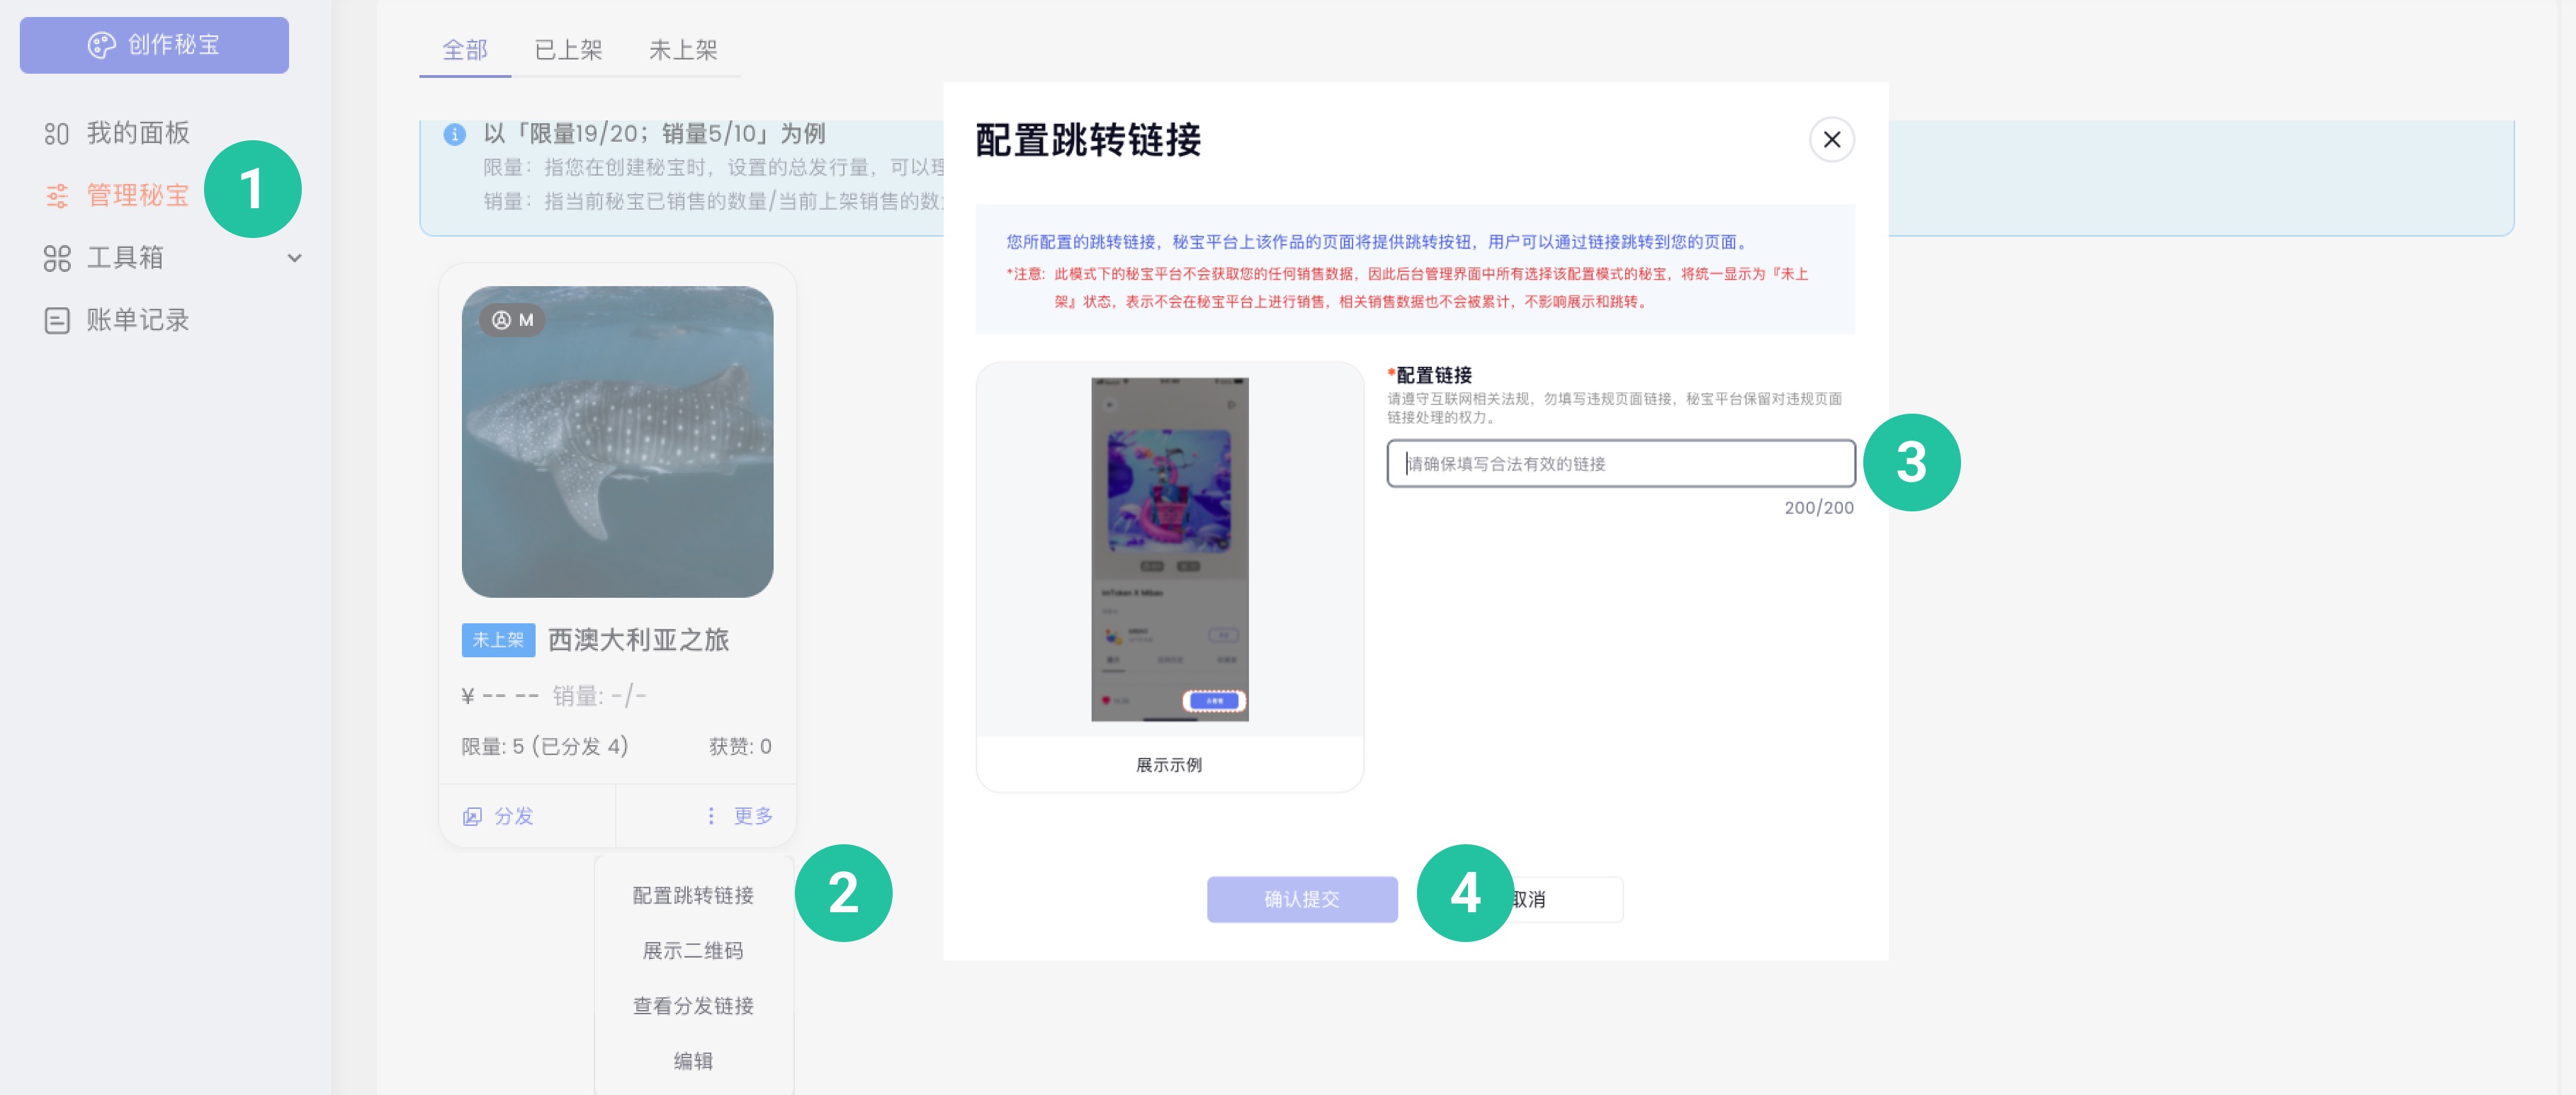 创作秘宝
我的面板
1
管理秘宝
工具箱
账单记录
全部 已上架 未上架
以「限量19/20；销量5/10」为例
限量：指您在创建秘宝时，设置的总发行量，可以理
销量：指当前秘宝已销售的数量/当前上架销售的数
M
未上架 西澳大利亚之旅
¥ -- -- 销量: -/-
限量: 5 (已分发 4) 获赞: 0
分发 更多
2
配置跳转链接
展示二维码
查看分发链接
编辑
配置跳转链接
您所配置的跳转链接，秘宝平台上该作品的页面将提供跳转按钮，用户可以通过链接跳转到您的页面。
*注意：此模式下的秘宝平台不会获取您的任何销售数据，因此后台管理界面中所有选择该配置模式的秘宝，将统一显示为『未上
架』状态，表示不会在秘宝平台上进行销售，相关销售数据也不会被累计，不影响展示和跳转。
imToken X Mibao
展示示例
*配置链接
请遵守互联网相关法规，勿填写违规页面链接，秘宝平台保留对违规页面
链接处理的权力。
请确保填写合法有效的链接
3
200/200
确认提交
4
取消